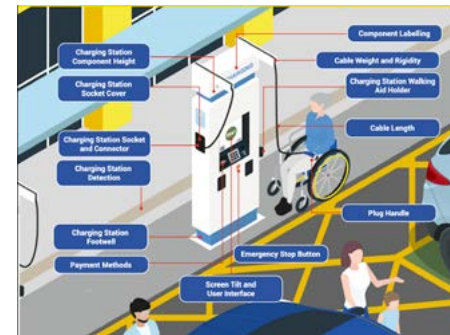 Component Labelling
Charging Station
Component Height
Cable Weight and Rigidity
Charging Station
Socket Cover
Charging Station Walking
Aid Holder
Cable Length
Charging Station Socket
and Connector
Charging Station
Detection
Plug Handle
Charging Station
Footwell
Emergency Stop Button
Payment Methods
Screen Tilt and
User Interface